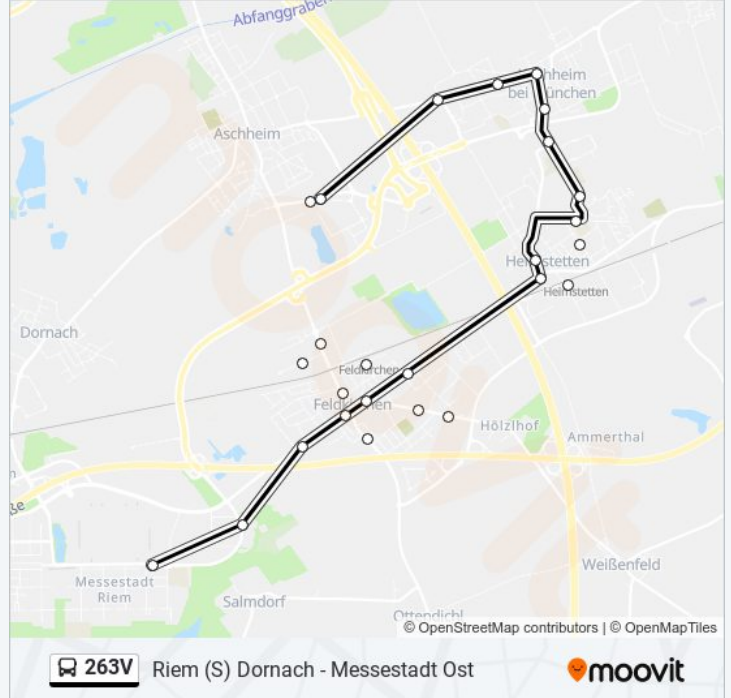 Abfanggraben
chheim
bei München
Aschheim
Heimstetten
Heimstetten
Dornach
Feldkirchen
Feldkirchen
Hölzlhof
Ammerthal
Messestadt
Riem
Weißenfeld
Salmdorf
Ottendichl
© OpenStreetMap contributors | © OpenMapTiles
263V Riem (S) Dornach - Messestadt Ost moovit